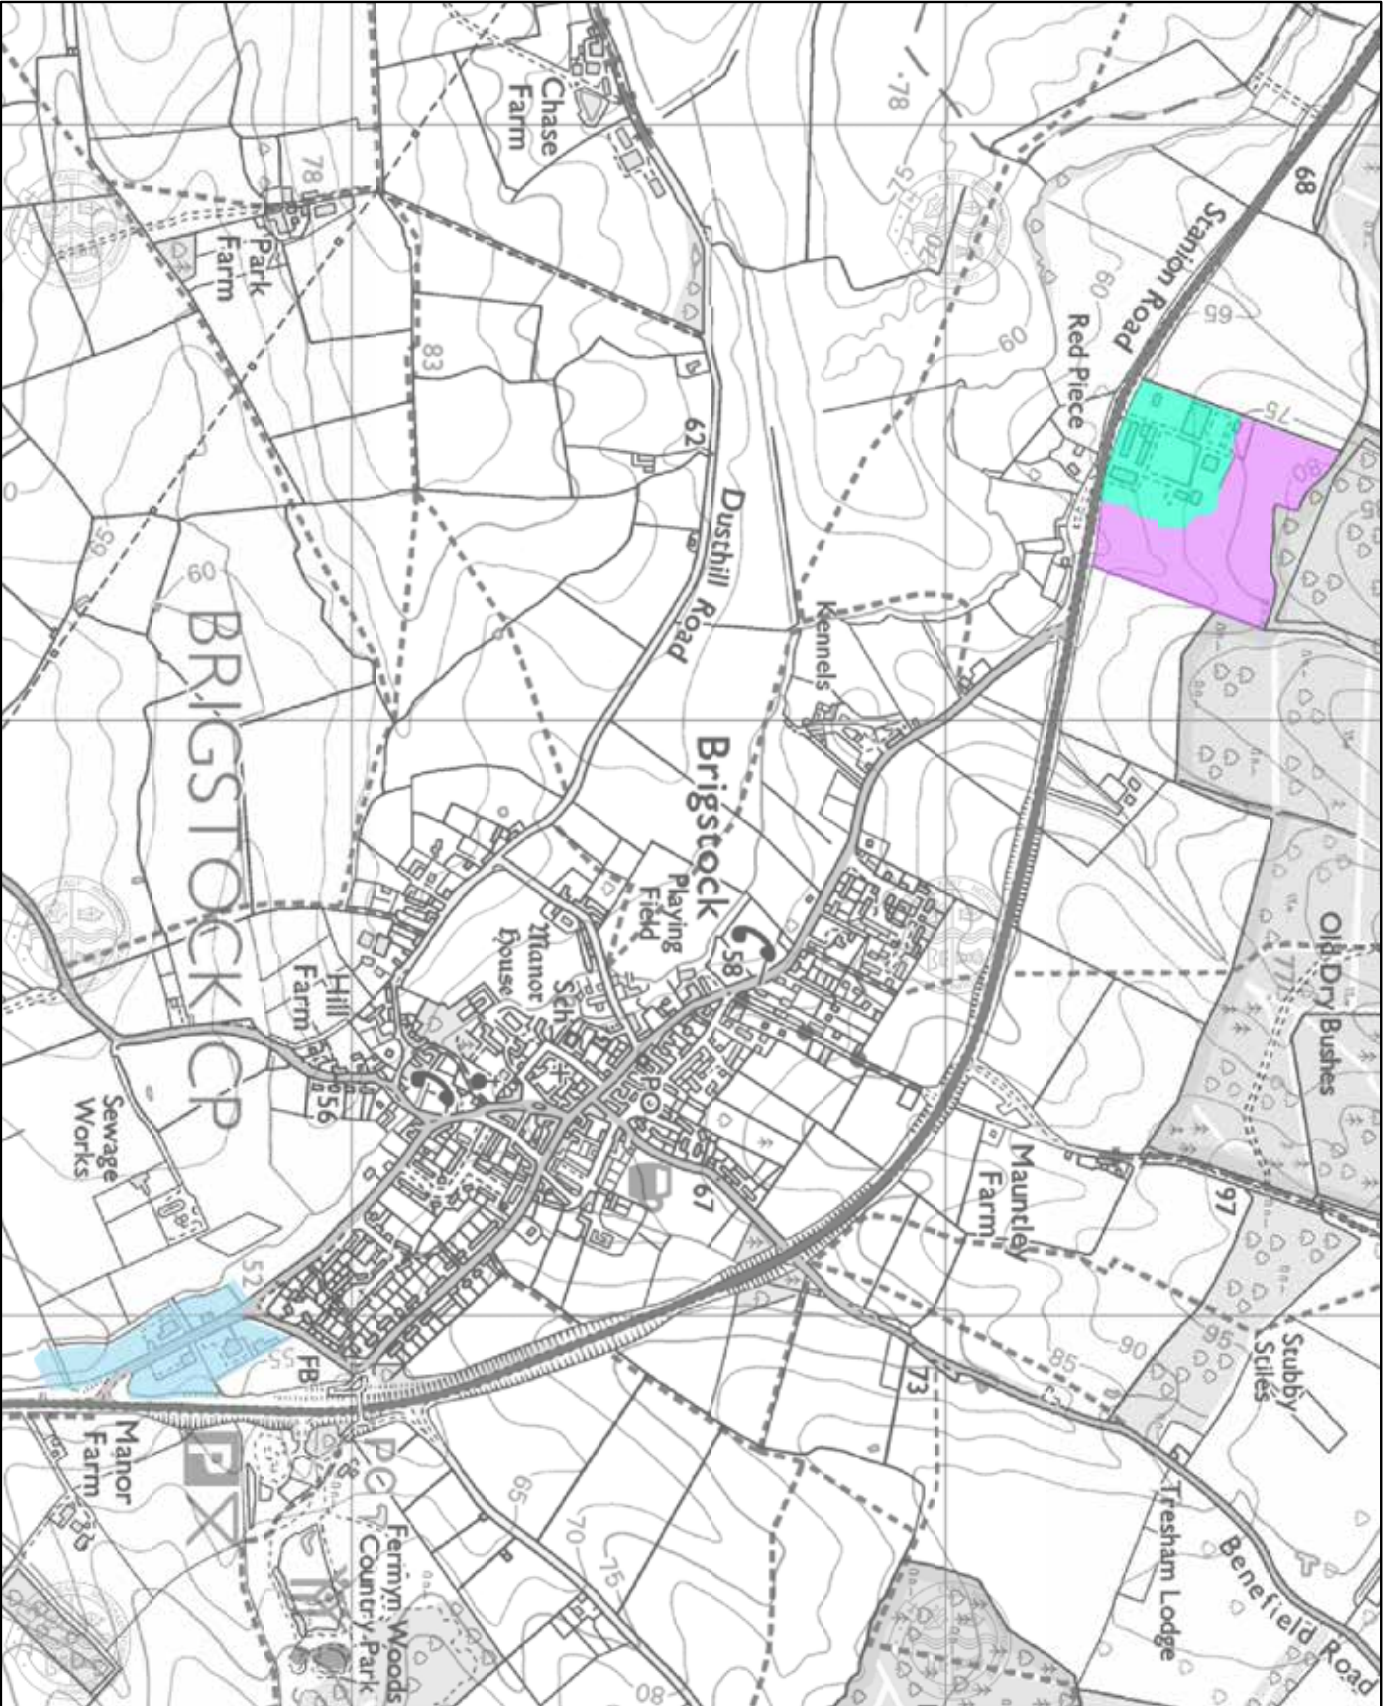 Stanion Road
68
78
75
70
Chase
Farm
78
Park
Farm
Red Piece
60
65
75
80
60
83
62
Dusthill Road
65
60
BRIGSTOCK CP
Kennels
Brigstock
Playing
Field
Manor
House
Sch
58
PO
67
Hill
Farm
56
Sewage
Works
52
55
FB
Manor
Farm
Old Dry Bushes
Mauntley
Farm
97
95
90
85
73
Stubby
Stiles
Tresham Lodge
Benefield Road
65
70
75
80
Fermyn Woods
Country Park
P